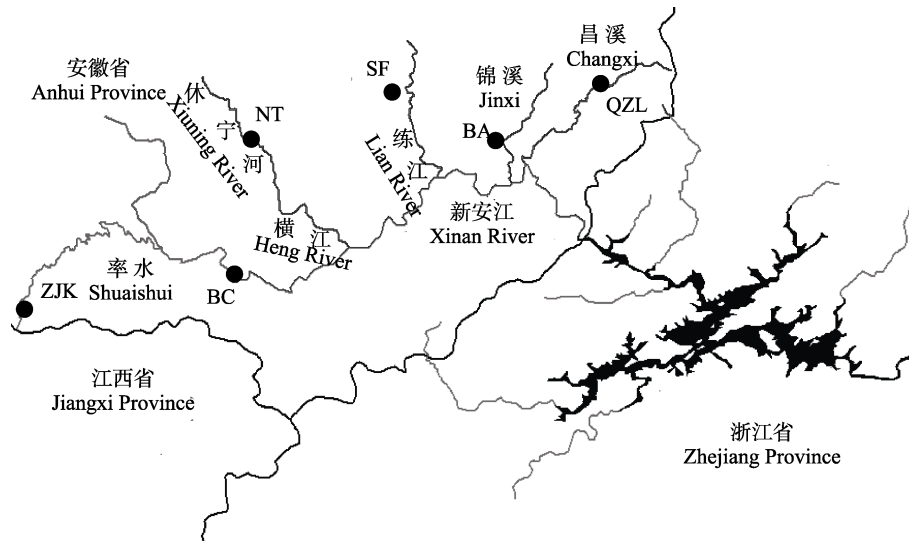 昌溪
Changxi
安徽省
Anhui Province
SF
锦溪
Jinxi
休宁河
Xiuning River
NT
BA
QZL
练江
Lian River
新安江
Xinan River
横江
Heng River
率水
Shuaishui
ZJK
BC
江西省
Jiangxi Province
浙江省
Zhejiang Province